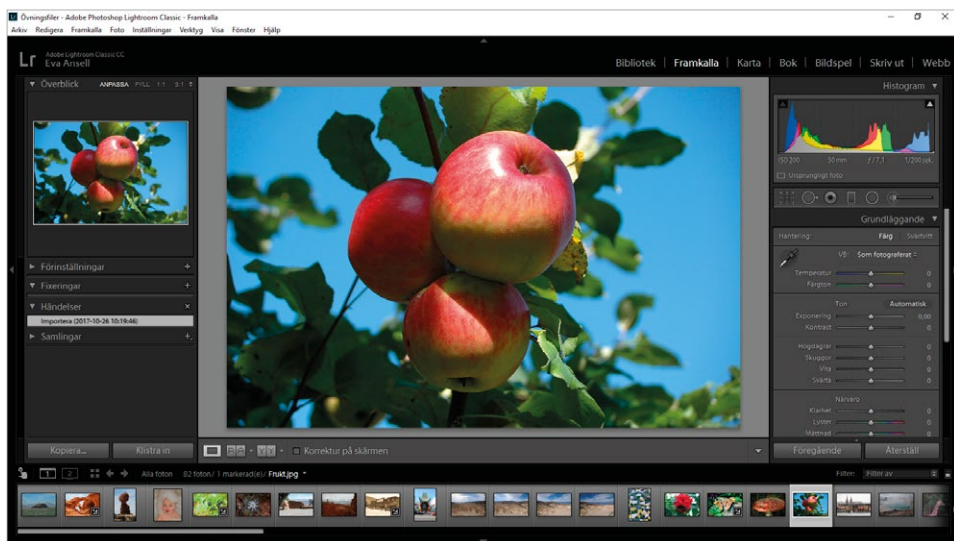 Övningsfiler - Adobe Photoshop Lightroom Classic - Framkalla
Arkiv Redigera Framkalla Foto Inställningar Verktyg Visa Fönster Hjälp
Lr Adobe Lightroom Classic CC
Eva Ansell
Bibliotek | Framkalla | Karta | Bok | Bildspel | Skriv ut | Webb
Överblick ANPASSA FYLL 1:1 3:1
Förinställningar
Fixeringar
Händelser
Importera (2017-10-26 10:19:46)
Samlingar
Kopiera... Klistra in
Korrektur på skärmen
Histogram
ISO 200 50 mm ƒ / 7,1 1/200 sek.
Ursprungligt foto
Grundläggande
Hantering: Färg Svartvitt
VB: Som fotograferat
Temperatur 0
Färgton 0
Ton Automatisk
Exponering 0,00
Kontrast 0
Högdagrar 0
Skuggor 0
Vita 0
Svärta 0
Närvaro
Klarhet 0
Lyster 0
Mättnad 0
Föregående Återställ
1 2 Alla foton 82 foton/ 1 markerad(e)/ Frukt.jpg
Filter: Filter av